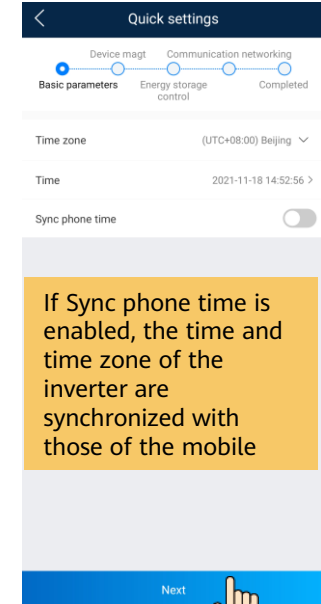 Quick settings
Device magt Communication networking
Basic parameters Energy storage control Completed
Time zone (UTC+08:00) Beijing
Time 2021-11-18 14:52:56 >
Sync phone time
If Sync phone time is
enabled, the time and
time zone of the
inverter are
synchronized with
those of the mobile
Next